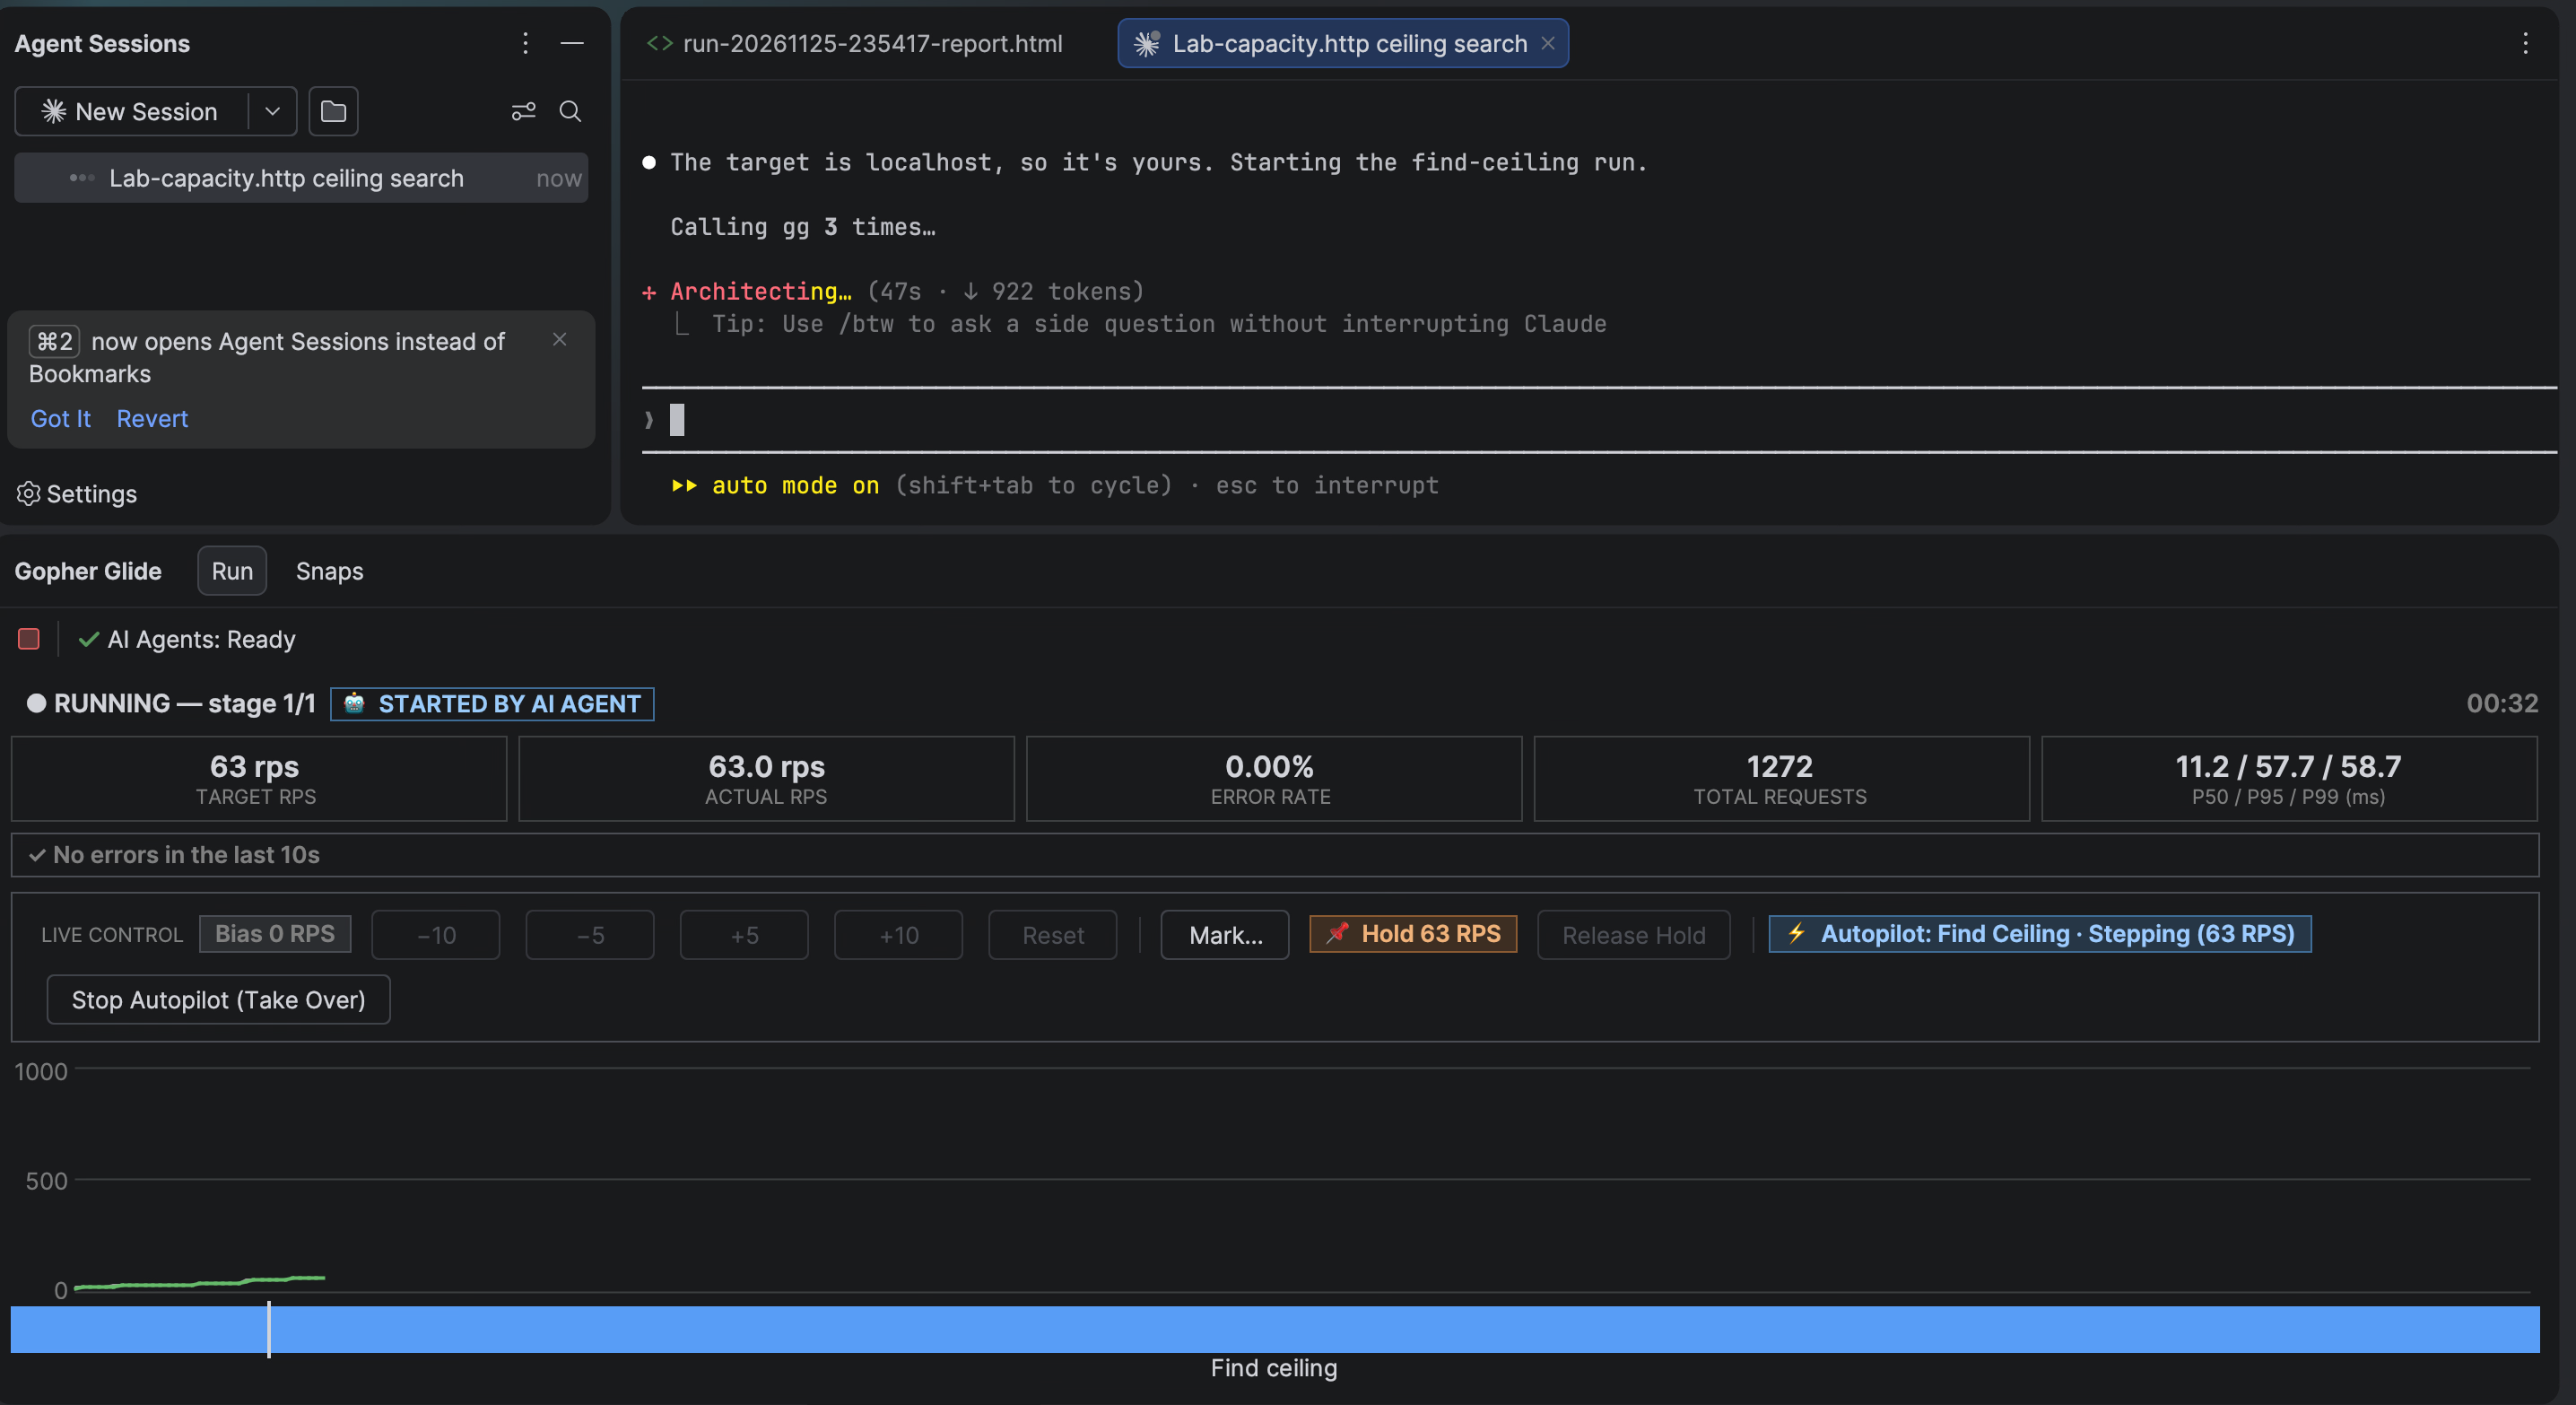 Agent Sessions
New Session
Lab-capacity.http ceiling search now
⌘2 now opens Agent Sessions instead of
Bookmarks
Got It Revert
Settings
run-20261125-235417-report.html
Lab-capacity.http ceiling search
The target is localhost, so it's yours. Starting the find-ceiling run.
Calling gg 3 times…
Architecting… (47s · ↓ 922 tokens)
Tip: Use /btw to ask a side question without interrupting Claude
auto mode on (shift+tab to cycle) · esc to interrupt
Gopher Glide Run Snaps
AI Agents: Ready
RUNNING — stage 1/1 STARTED BY AI AGENT 00:32
63 rps
TARGET RPS
63.0 rps
ACTUAL RPS
0.00%
ERROR RATE
1272
TOTAL REQUESTS
11.2 / 57.7 / 58.7
P50 / P95 / P99 (ms)
✓ No errors in the last 10s
LIVE CONTROL Bias 0 RPS −10 −5 +5 +10 Reset Mark... Hold 63 RPS Release Hold Autopilot: Find Ceiling · Stepping (63 RPS)
Stop Autopilot (Take Over)
1000
500
0
Find ceiling